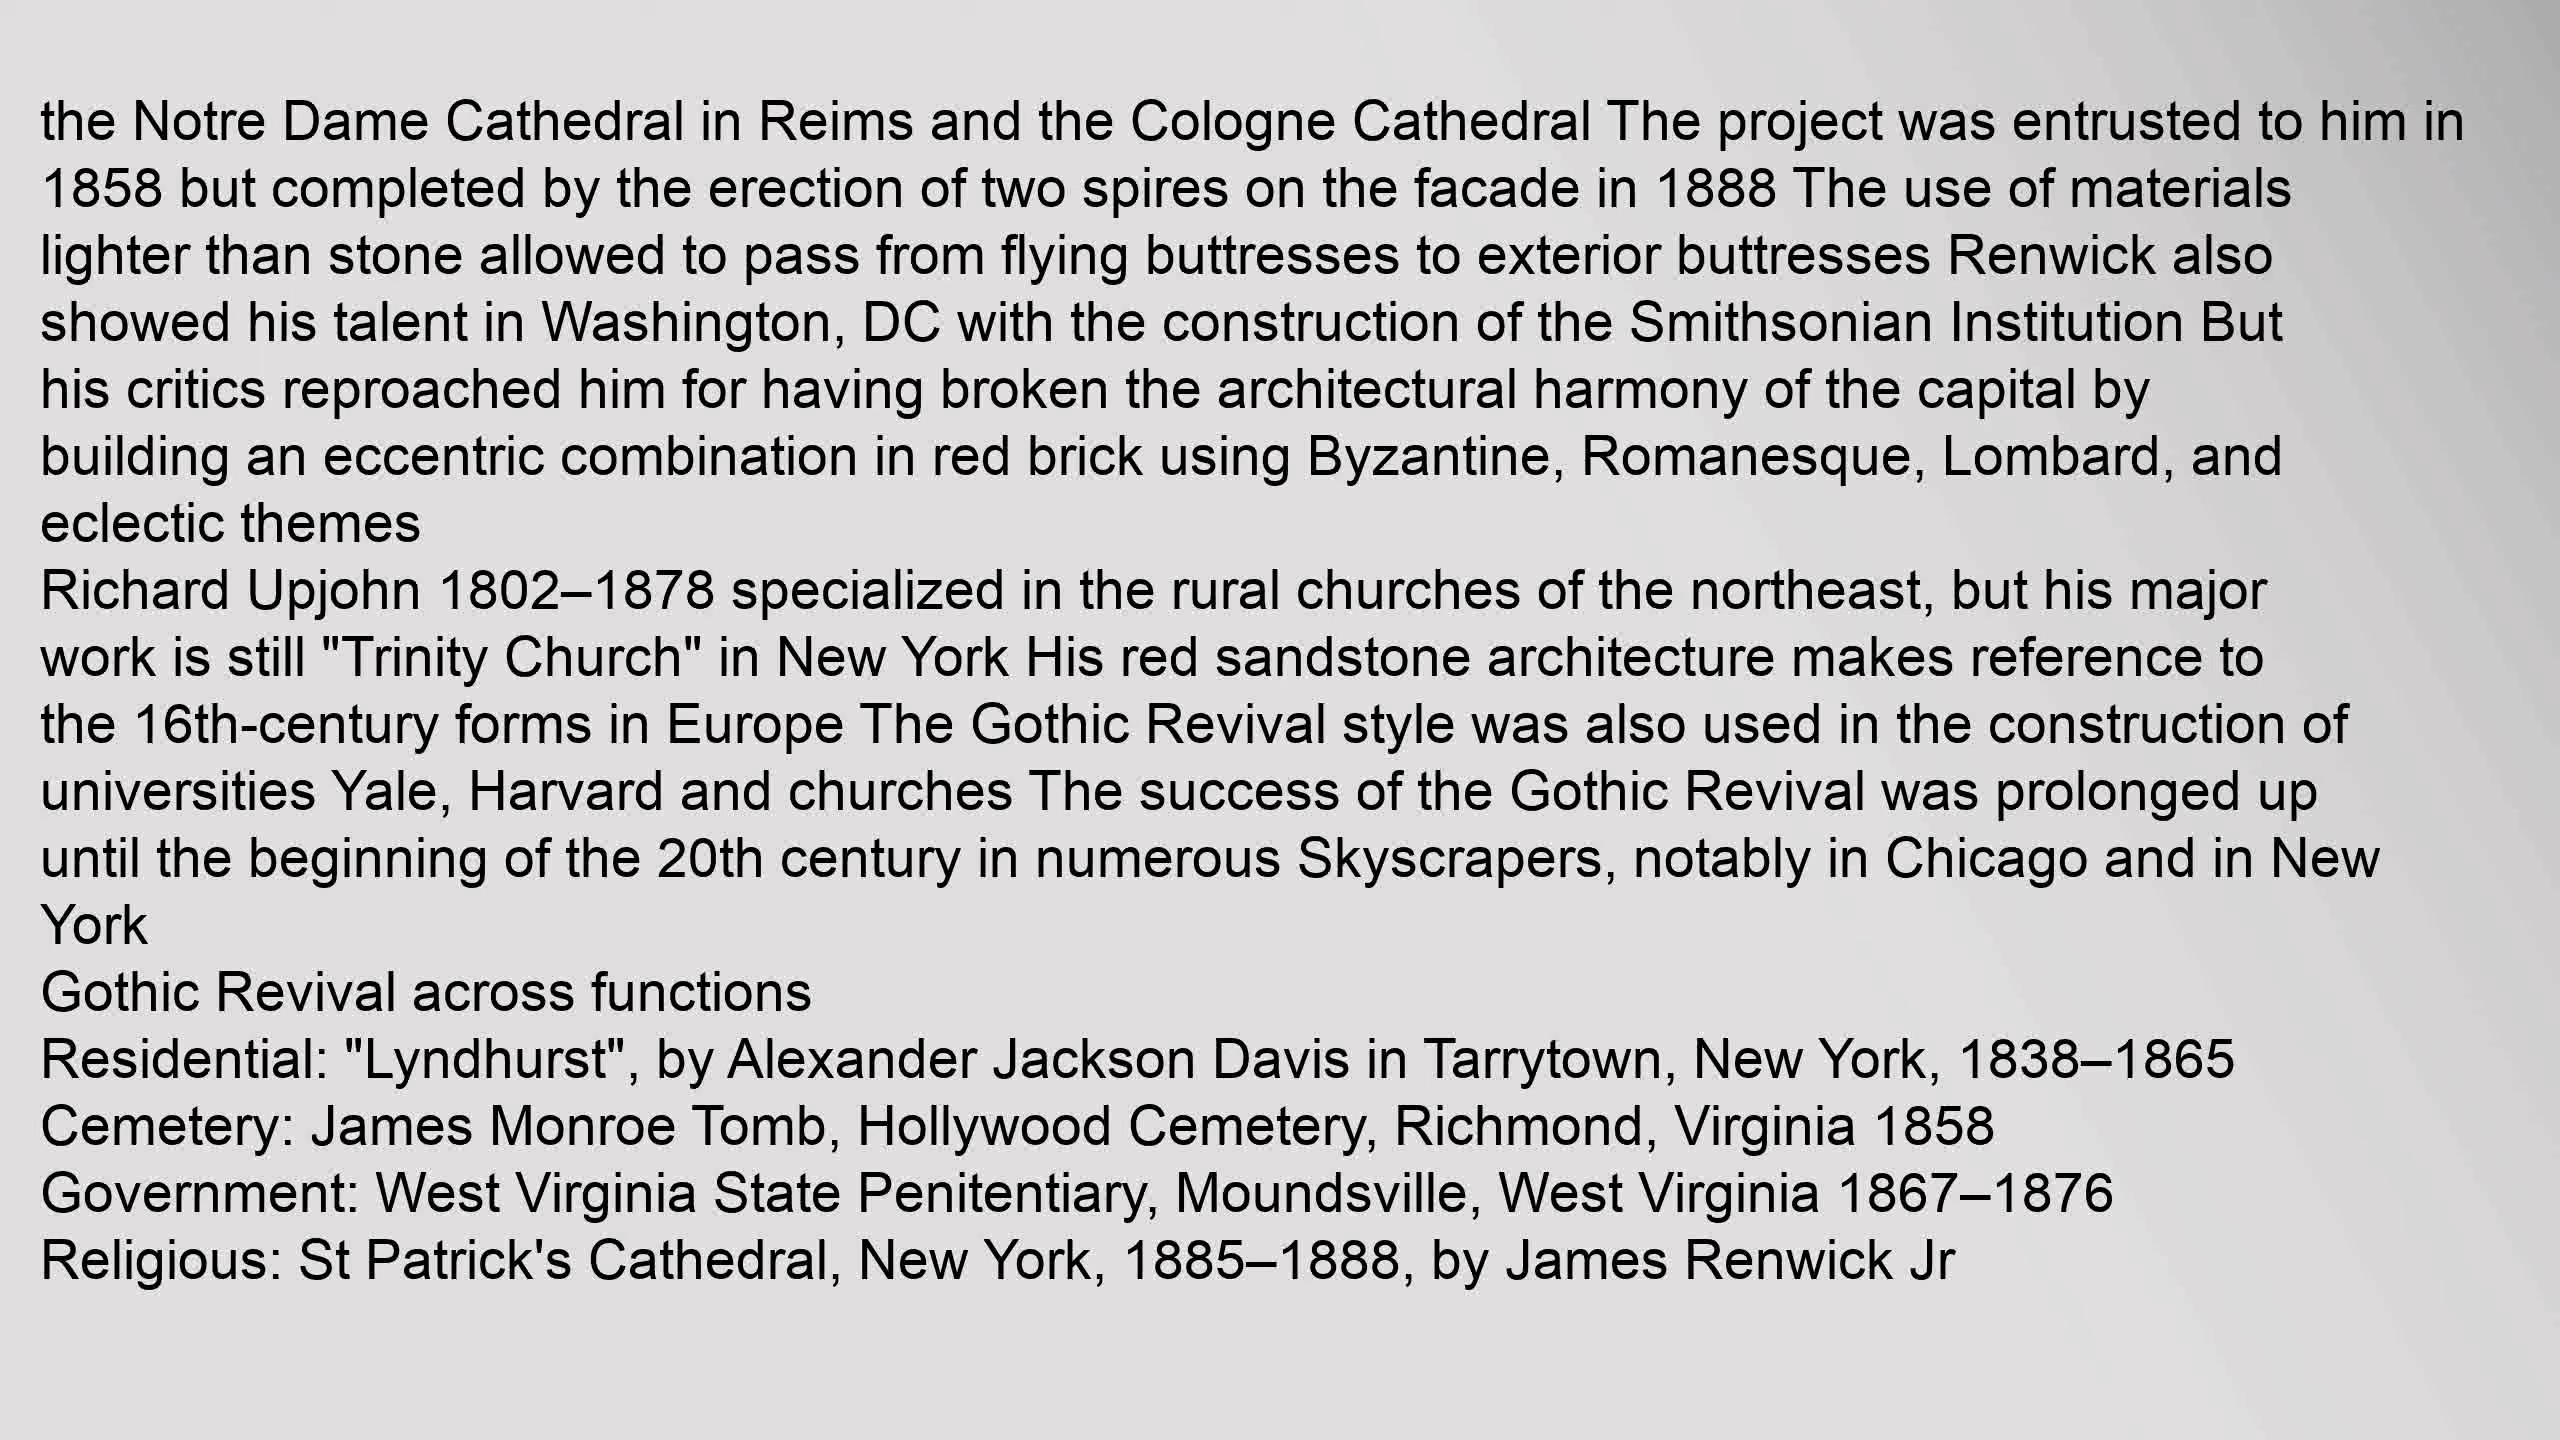 the Notre Dame Cathedral in Reims and the Cologne Cathedral The project was entrusted to him in
1858 but completed by the erection of two spires on the facade in 1888 The use of materials
lighter than stone allowed to pass from flying buttresses to exterior buttresses Renwick also
showed his talent in Washington, DC with the construction of the Smithsonian Institution But
his critics reproached him for having broken the architectural harmony of the capital by
building an eccentric combination in red brick using Byzantine, Romanesque, Lombard, and
eclectic themes
Richard Upjohn 1802–1878 specialized in the rural churches of the northeast, but his major
work is still "Trinity Church" in New York His red sandstone architecture makes reference to
the 16th-century forms in Europe The Gothic Revival style was also used in the construction of
universities Yale, Harvard and churches The success of the Gothic Revival was prolonged up
until the beginning of the 20th century in numerous Skyscrapers, notably in Chicago and in New
York
Gothic Revival across functions
Residential: "Lyndhurst", by Alexander Jackson Davis in Tarrytown, New York, 1838–1865
Cemetery: James Monroe Tomb, Hollywood Cemetery, Richmond, Virginia 1858
Government: West Virginia State Penitentiary, Moundsville, West Virginia 1867–1876
Religious: St Patrick's Cathedral, New York, 1885–1888, by James Renwick Jr